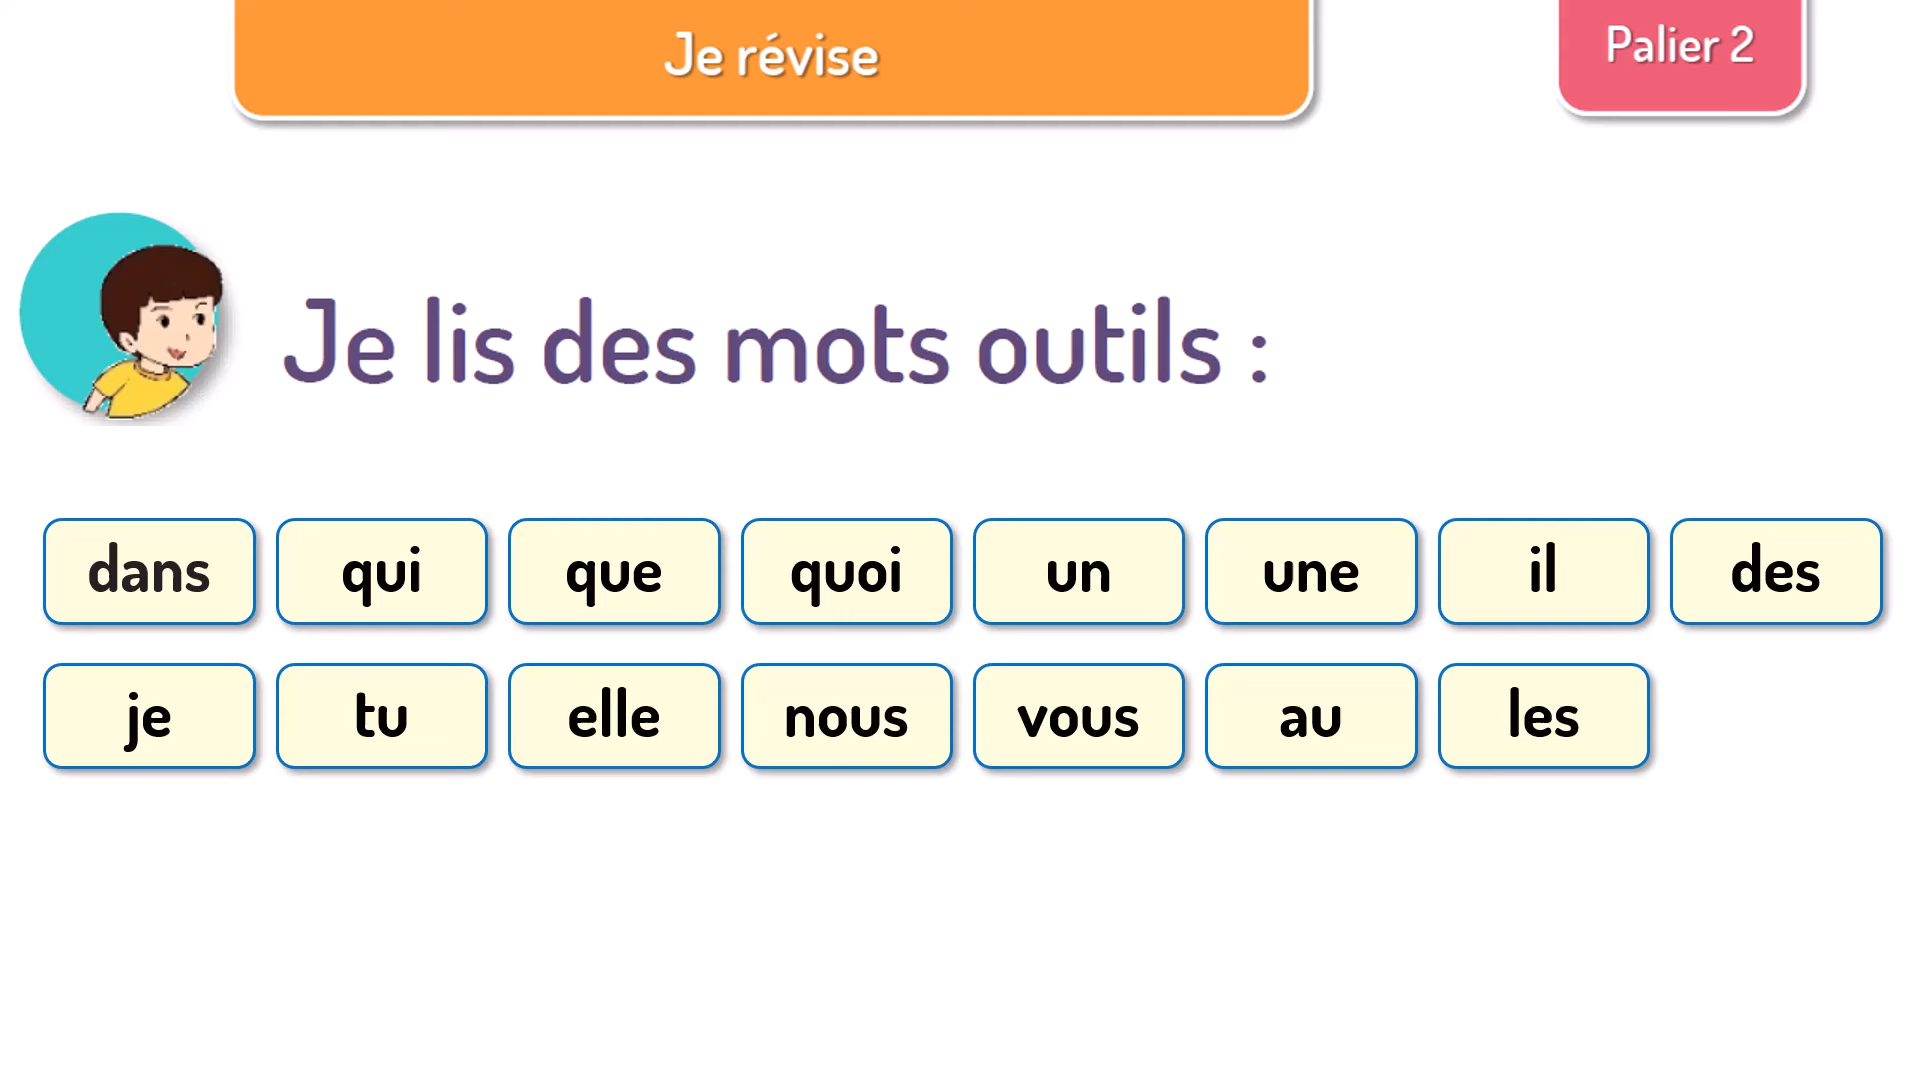 Je révise
Palier 2
Je lis des mots outils :
dans qui que quoi un une il des
je tu elle nous vous au les